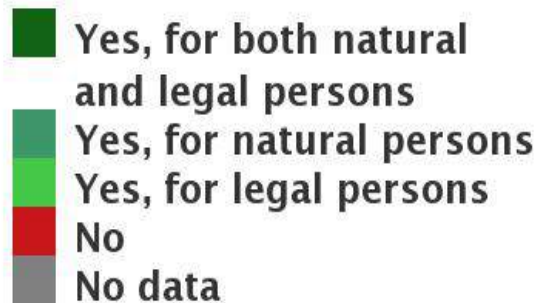 Yes, for both natural
and legal persons
Yes, for natural persons
Yes, for legal persons
No
No data